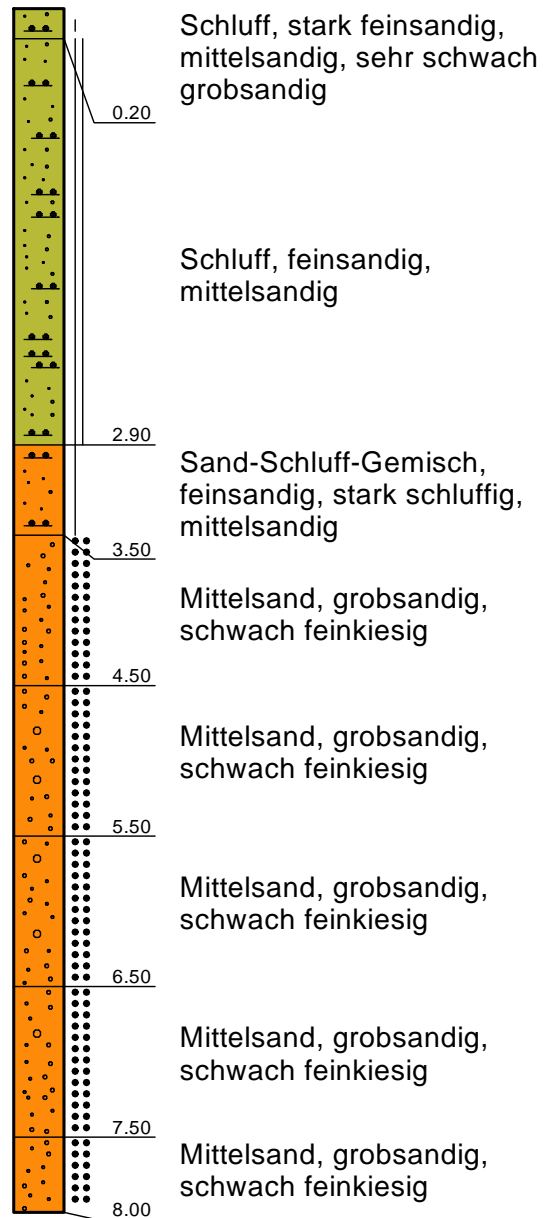 Schluff, stark feinsandig,
mittelsandig, sehr schwach
grobsandig
0.20
Schluff, feinsandig,
mittelsandig
2.90
Sand-Schluff-Gemisch,
feinsandig, stark schluffig,
mittelsandig
3.50
Mittelsand, grobsandig,
schwach feinkiesig
4.50
Mittelsand, grobsandig,
schwach feinkiesig
5.50
Mittelsand, grobsandig,
schwach feinkiesig
6.50
Mittelsand, grobsandig,
schwach feinkiesig
7.50
Mittelsand, grobsandig,
schwach feinkiesig
8.00